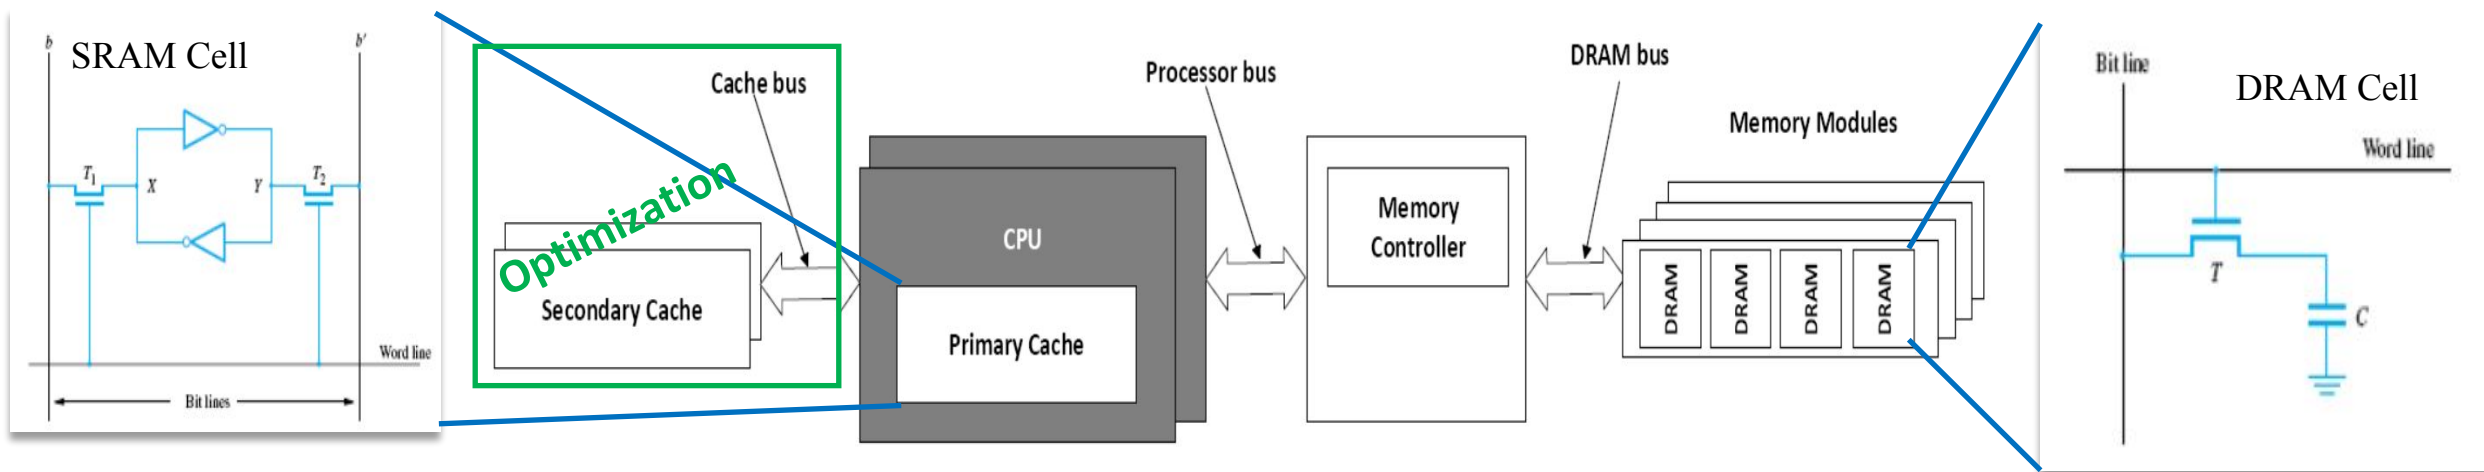 b
SRAM Cell
b'
T1
X
Y
T2
Word line
Bit lines
Optimization
Cache bus
Secondary Cache
CPU
Primary Cache
Processor bus
Memory
Controller
DRAM bus
Memory Modules
DRAM
DRAM
DRAM
DRAM
Bit line
DRAM Cell
Word line
T
C